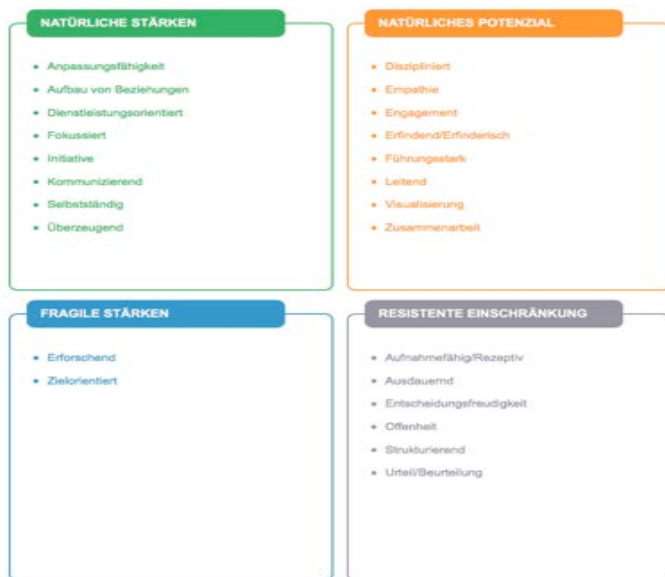 NATÜRLICHE STÄRKEN
Anpassungsfähigkeit
Aufbau von Beziehungen
Dienstleistungsorientiert
Fokussiert
Initiative
Kommunizierend
Selbstständig
Überzeugend
NATÜRLICHES POTENZIAL
Diszipliniert
Empathie
Engagement
Erfindend/Erfinderisch
Führungsstark
Leitend
Visualisierung
Zusammenarbeit
FRAGILE STÄRKEN
Erforschend
Zielorientiert
RESISTENTE EINSCHRÄNKUNG
Aufnahmefähig/Rezeptiv
Ausdauernd
Entscheidungsfreudigkeit
Offenheit
Strukturierend
Urteil/Beurteilung